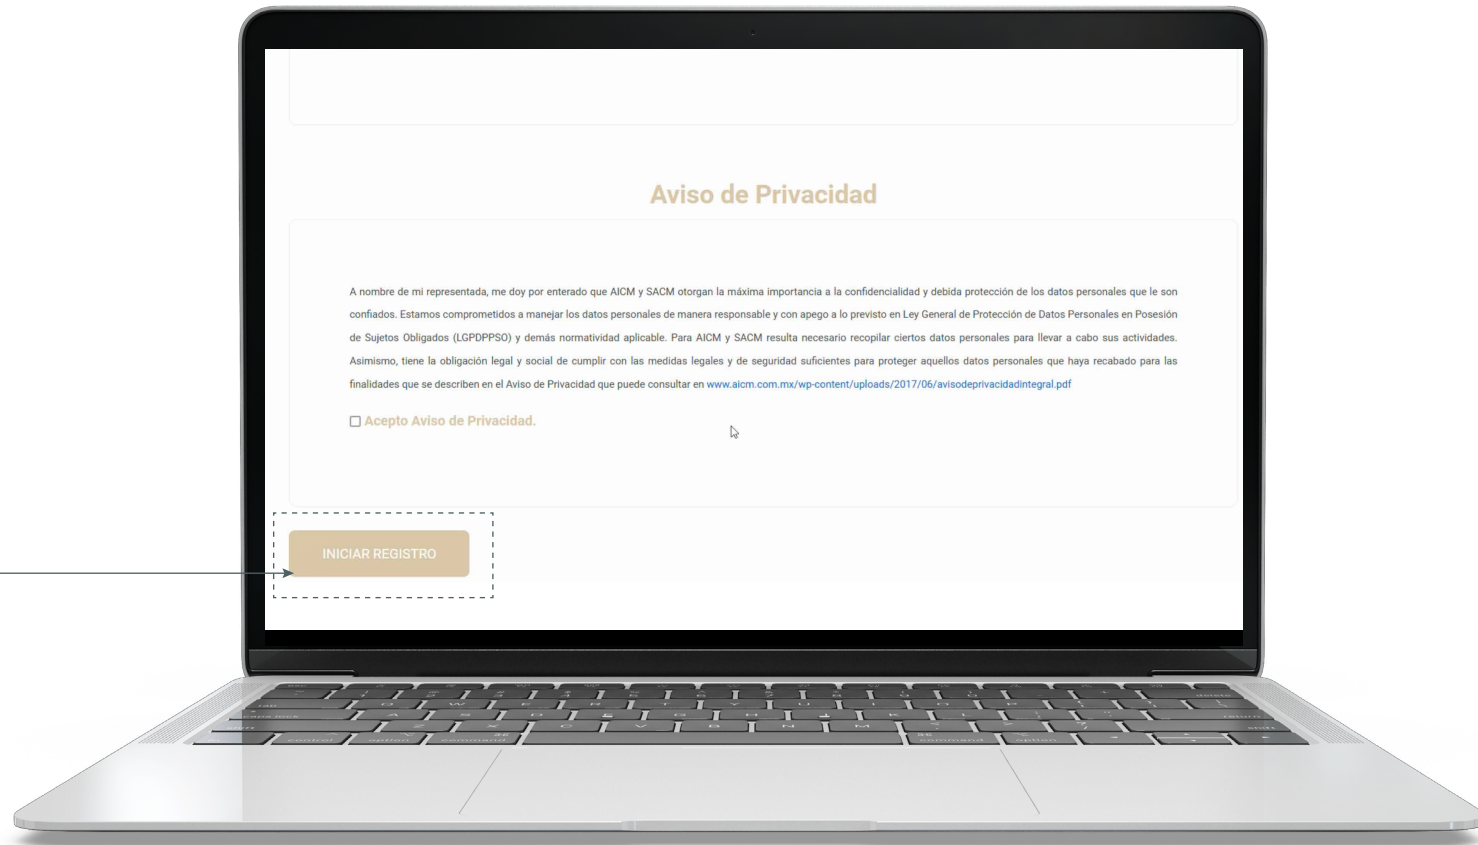 Aviso de Privacidad
A nombre de mi representada, me doy por enterado que AICM y SACM otorgan la máxima importancia a la confidencialidad y debida protección de los datos personales que le son
confiados. Estamos comprometidos a manejar los datos personales de manera responsable y con apego a lo previsto en Ley General de Protección de Datos Personales en Posesión
de Sujetos Obligados (LGPDPPSO) y demás normatividad aplicable. Para AICM y SACM resulta necesario recopilar ciertos datos personales para llevar a cabo sus actividades.
Asimismo, tiene la obligación legal y social de cumplir con las medidas legales y de seguridad suficientes para proteger aquellos datos personales que haya recabado para las
finalidades que se describen en el Aviso de Privacidad que puede consultar en www.aicm.com.mx/wp-content/uploads/2017/06/avisodeprivacidadintegral.pdf
Acepto Aviso de Privacidad.
INICIAR REGISTRO